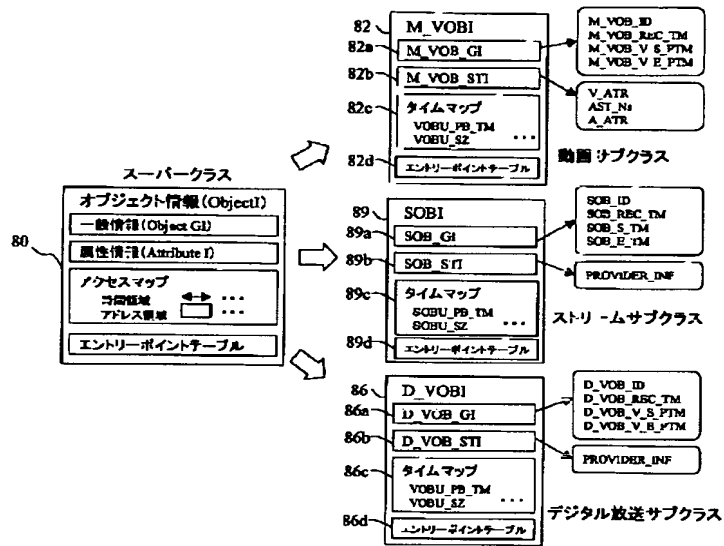 スーパークラス
80
オブジェクト情報(ObjectI)
一般情報(Object GI)
属性情報(Attribute I)
アクセスマップ
時間領域 ・・・
アドレス領域 ・・・
エントリーポイントテーブル
82 M_VOBI
82a M_VOB_GI
82b M_VOB_STI
82c タイムマップ
VOBU_PB_TM
VOBU_SZ ・・・
82d エントリーポイントテーブル
M_VOB_ID
M_VOB_REC_TM
M_VOB_V_S_PTM
M_VOB_V_E_PTM
V_ATR
AST_Ns
A_ATR
動画サブクラス
89 SOBI
89a SOB_GI
89b SOB_STI
89c タイムマップ
SOBU_PB_TM
SOBU_SZ ・・・
89d エントリーポイントテーブル
SOB_ID
SOB_REC_TM
SOB_S_TM
SOB_E_TM
PROVIDER_INF
ストリームサブクラス
86 D_VOBI
86a D_VOB_GI
86b D_VOB_STI
86c タイムマップ
VOBU_PB_TM
VOBU_SZ ・・・
86d エントリーポイントテーブル
D_VOB_ID
D_VOB_REC_TM
D_VOB_V_S_PTM
D_VOB_V_E_PTM
PROVIDER_INF
デジタル放送サブクラス